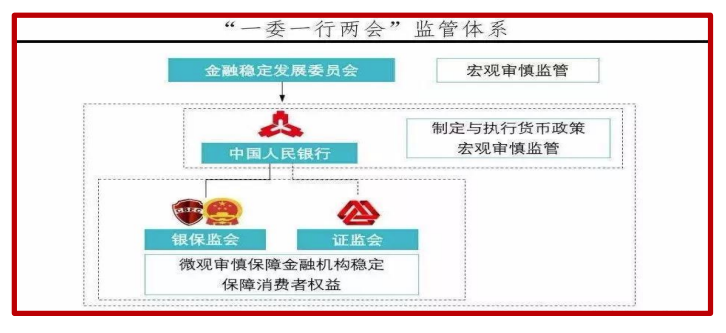 “一委一行两会”监管体系
金融稳定发展委员会
宏观审慎监管
中国人民银行
制定与执行货币政策
宏观审慎监管
CBRC
银保监会
证监会
微观审慎保障金融机构稳定
保障消费者权益